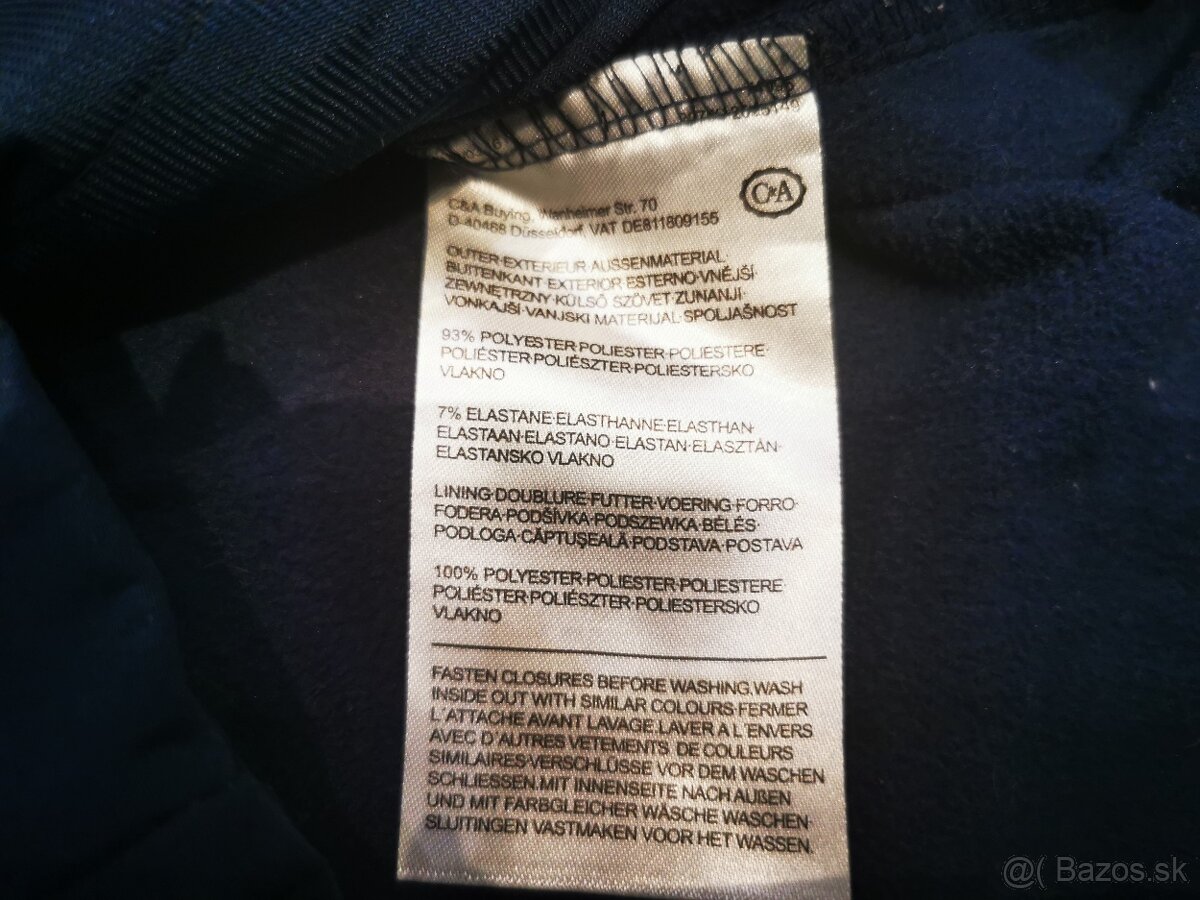 C&A
C&A Buying, Wanheimer Str. 70
D-40468 Düsseldorf, VAT DE811809155
OUTER·EXTERIEUR·AUSSENMATERIAL·
BUITENKANT·EXTERIOR·ESTERNO·VNĚJŠÍ·
ZEWNĘTRZNY·KÜLSŐ SZÖVET·ZUNANJI·
VONKAJŠI·VANJSKI MATERIJAL·SPOLJAŠNOST
93% POLYESTER·POLIESTER·POLIESTERE·
POLIÉSTER·POLIÉSZTER·POLIESTERSKO
VLAKNO
7% ELASTANE·ELASTHANNE·ELASTHAN·
ELASTAAN·ELASTANO·ELASTAN·ELASZTÁN·
ELASTANSKO VLAKNO
LINING·DOUBLURE·FUTTER·VOERING·FORRO·
FODERA·PODŠÍVKA·PODSZEWKA·BÉLÉS·
PODLOGA·CĂPTUŞEALĂ·PODSTAVA·POSTAVA
100% POLYESTER·POLIESTER·POLIESTERE·
POLIÉSTER·POLIÉSZTER·POLIESTERSKO
VLAKNO
FASTEN CLOSURES BEFORE WASHING.WASH
INSIDE OUT WITH SIMILAR COLOURS·FERMER
L'ATTACHE AVANT LAVAGE.LAVER A L'ENVERS
AVEC D'AUTRES VETEMENTS DE COULEURS
SIMILAIRES·VERSCHLÜSSE VOR DEM WASCHEN
SCHLIESSEN.MIT INNENSEITE NACH AUßEN
UND MIT FARBGLEICHER WÄSCHE WASCHEN·
SLUITINGEN VASTMAKEN VOOR HET WASSEN.
@( Bazos.sk